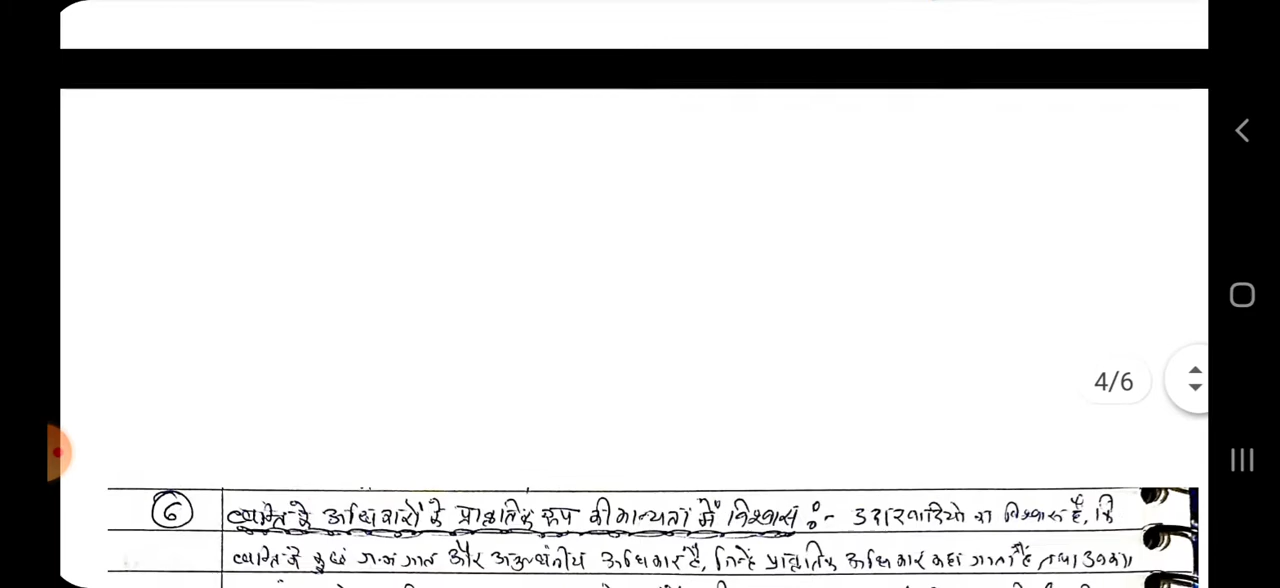 4/6
⑥ व्यक्ति के अधिकारों के प्राकृतिक रूप की मान्यता में विश्वास :- उदारवादियो का विश्वास है, कि
व्यक्ति के कुछ जन्मजात और अनुलंघनीय अधिकार है, जिन्हे प्राकृतिक अधिकार कहा जाता है तथा उनका